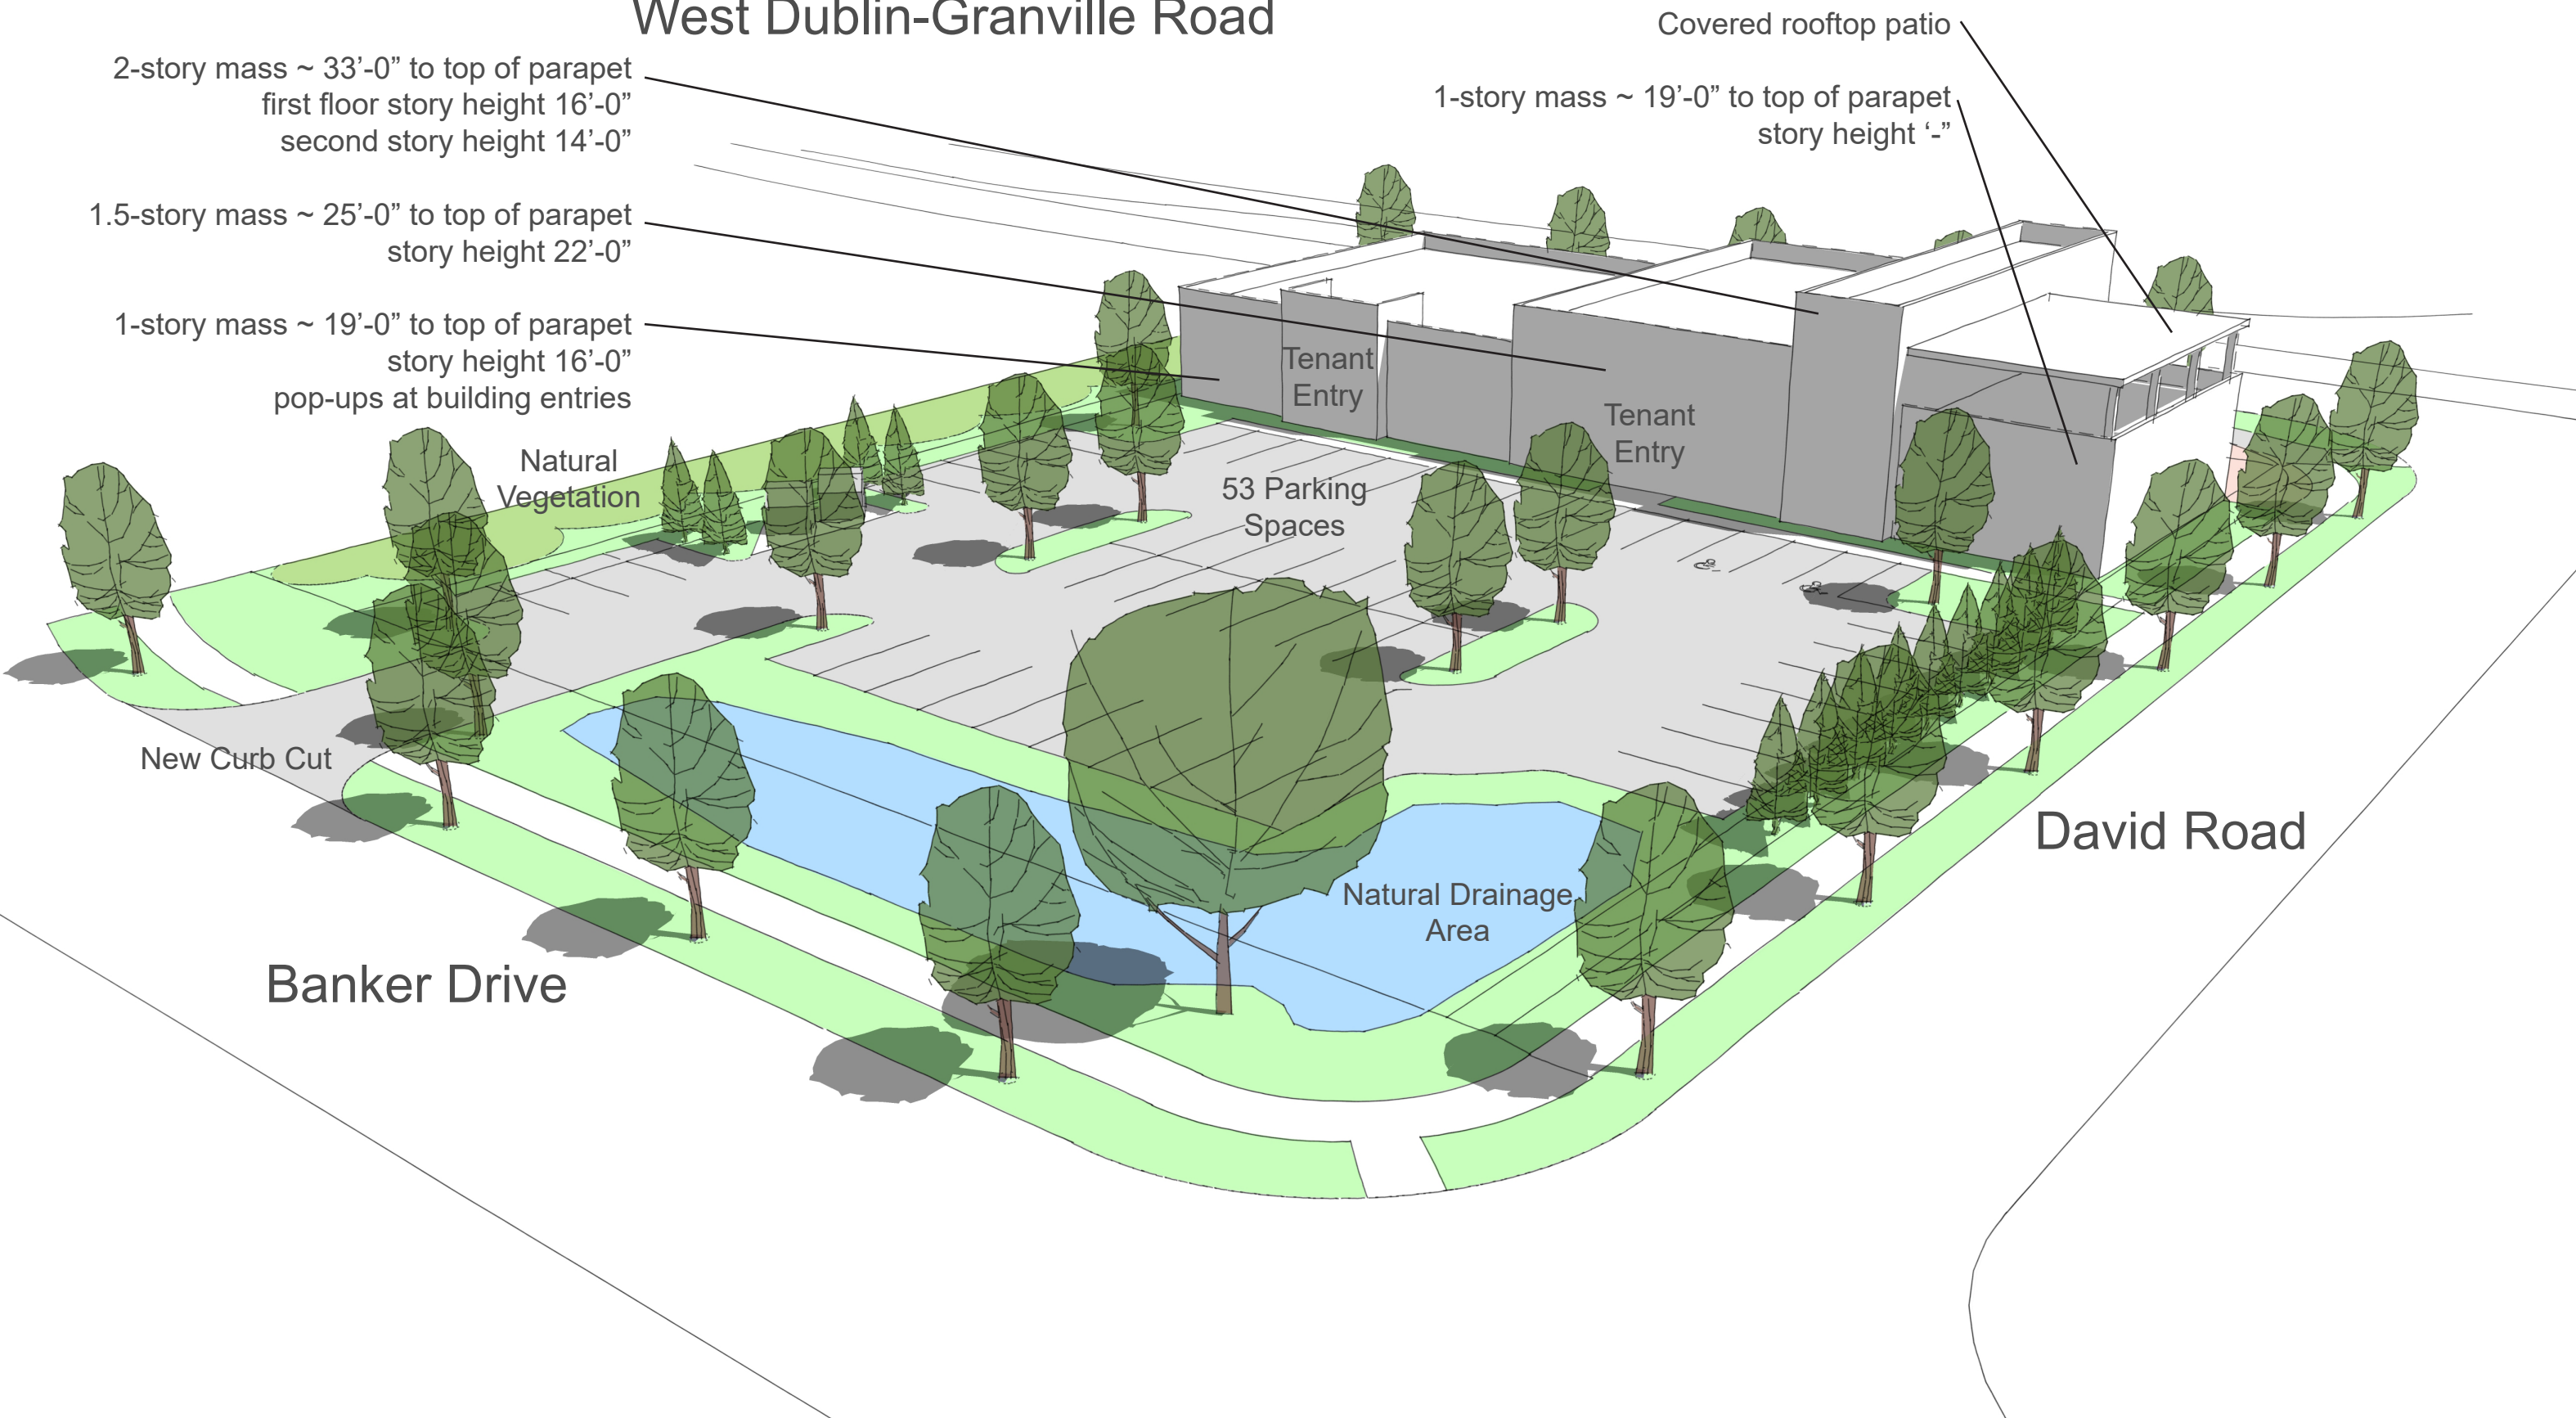 West Dublin-Granville Road
2-story mass ~ 33’-0” to top of parapet
first floor story height 16’-0”
second story height 14’-0”
1.5-story mass ~ 25’-0” to top of parapet
story height 22’-0”
1-story mass ~ 19’-0” to top of parapet
story height 16’-0”
pop-ups at building entries
Covered rooftop patio
1-story mass ~ 19’-0” to top of parapet
story height ‘-”
Tenant
Entry
Tenant
Entry
Natural
Vegetation
53 Parking
Spaces
New Curb Cut
David Road
Natural Drainage
Area
Banker Drive